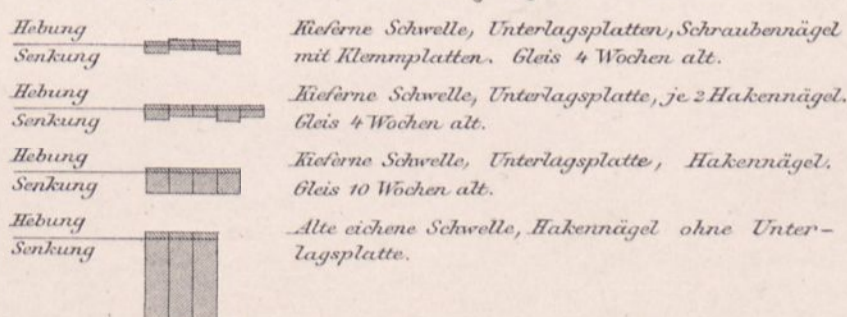 Hebung
Senkung
Kieferne Schwelle, Unterlagsplatten, Schraubennägel
mit Klemmplatten. Gleis 4 Wochen alt.
Hebung
Senkung
Kieferne Schwelle, Unterlagsplatte, je 2 Hakennägel.
Gleis 4 Wochen alt.
Hebung
Senkung
Kieferne Schwelle, Unterlagsplatte, Hakennägel.
Gleis 10 Wochen alt.
Hebung
Senkung
Alte eichene Schwelle, Hakennägel ohne Unter-
lagsplatte.